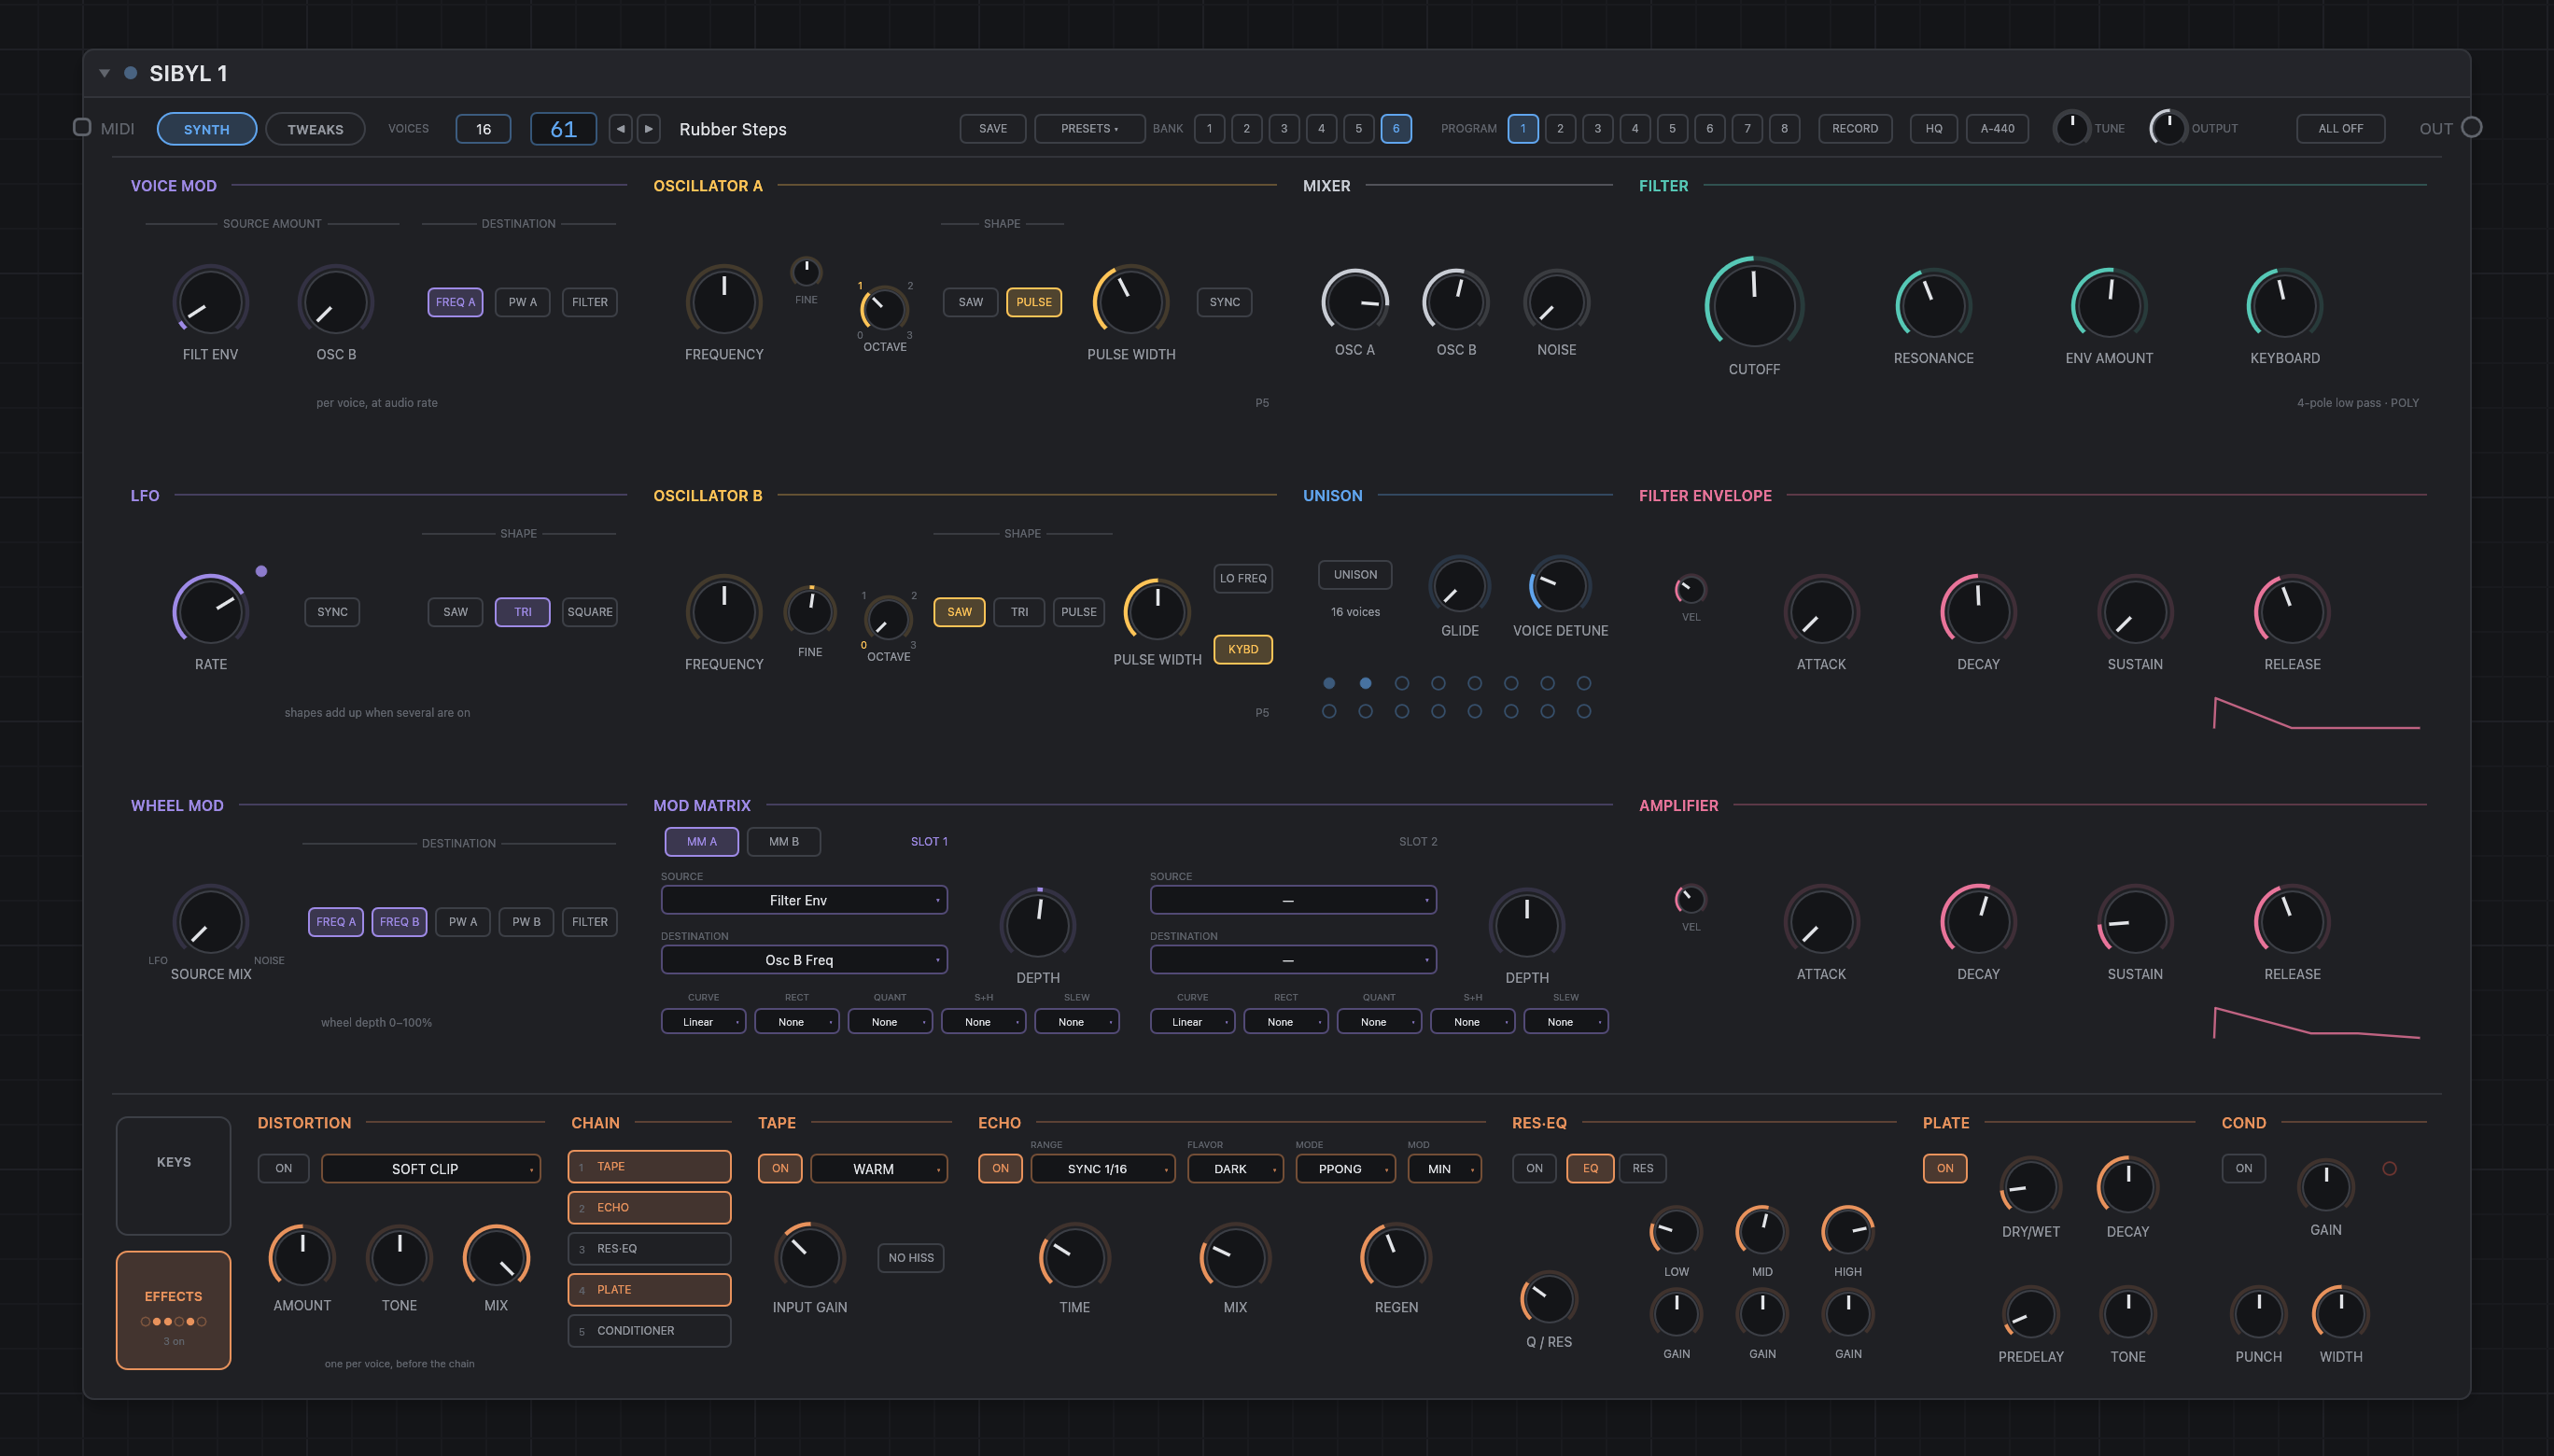 SIBYL 1
MIDI SYNTH TWEAKS VOICES 16 61 Rubber Steps SAVE PRESETS BANK 1 2 3 4 5 6 PROGRAM 1 2 3 4 5 6 7 8 RECORD HQ A-440 TUNE OUTPUT ALL OFF OUT
VOICE MOD
SOURCE AMOUNT DESTINATION
FREQ A PW A FILTER
FILT ENV OSC B
per voice, at audio rate
OSCILLATOR A
SHAPE
FINE
1 2
SAW PULSE SYNC
0 3
OCTAVE
FREQUENCY PULSE WIDTH
P5
MIXER
OSC A OSC B NOISE
FILTER
CUTOFF RESONANCE ENV AMOUNT KEYBOARD
4-pole low pass · POLY
LFO
SHAPE
SYNC SAW TRI SQUARE
RATE
shapes add up when several are on
OSCILLATOR B
SHAPE
LO FREQ
1 2
SAW TRI PULSE
0 3
KYBD
FREQUENCY FINE OCTAVE PULSE WIDTH
P5
UNISON
UNISON
16 voices
GLIDE VOICE DETUNE
FILTER ENVELOPE
VEL
ATTACK DECAY SUSTAIN RELEASE
WHEEL MOD
DESTINATION
FREQ A FREQ B PW A PW B FILTER
LFO NOISE
SOURCE MIX
wheel depth 0–100%
MOD MATRIX
MM A MM B SLOT 1 SLOT 2
SOURCE SOURCE
Filter Env —
DESTINATION DESTINATION
Osc B Freq —
DEPTH DEPTH
CURVE RECT QUANT S+H SLEW CURVE RECT QUANT S+H SLEW
Linear None None None None Linear None None None None
AMPLIFIER
VEL
ATTACK DECAY SUSTAIN RELEASE
KEYS
EFFECTS
3 on
DISTORTION
ON SOFT CLIP
AMOUNT TONE MIX
one per voice, before the chain
CHAIN
1 TAPE
2 ECHO
3 RES·EQ
4 PLATE
5 CONDITIONER
TAPE
ON WARM
NO HISS
INPUT GAIN
ECHO
RANGE FLAVOR MODE MOD
ON SYNC 1/16 DARK PPONG MIN
TIME MIX REGEN
RES·EQ
ON EQ RES
LOW MID HIGH
Q / RES
GAIN GAIN GAIN
PLATE
ON
DRY/WET DECAY
PREDELAY TONE
COND
ON
GAIN
PUNCH WIDTH